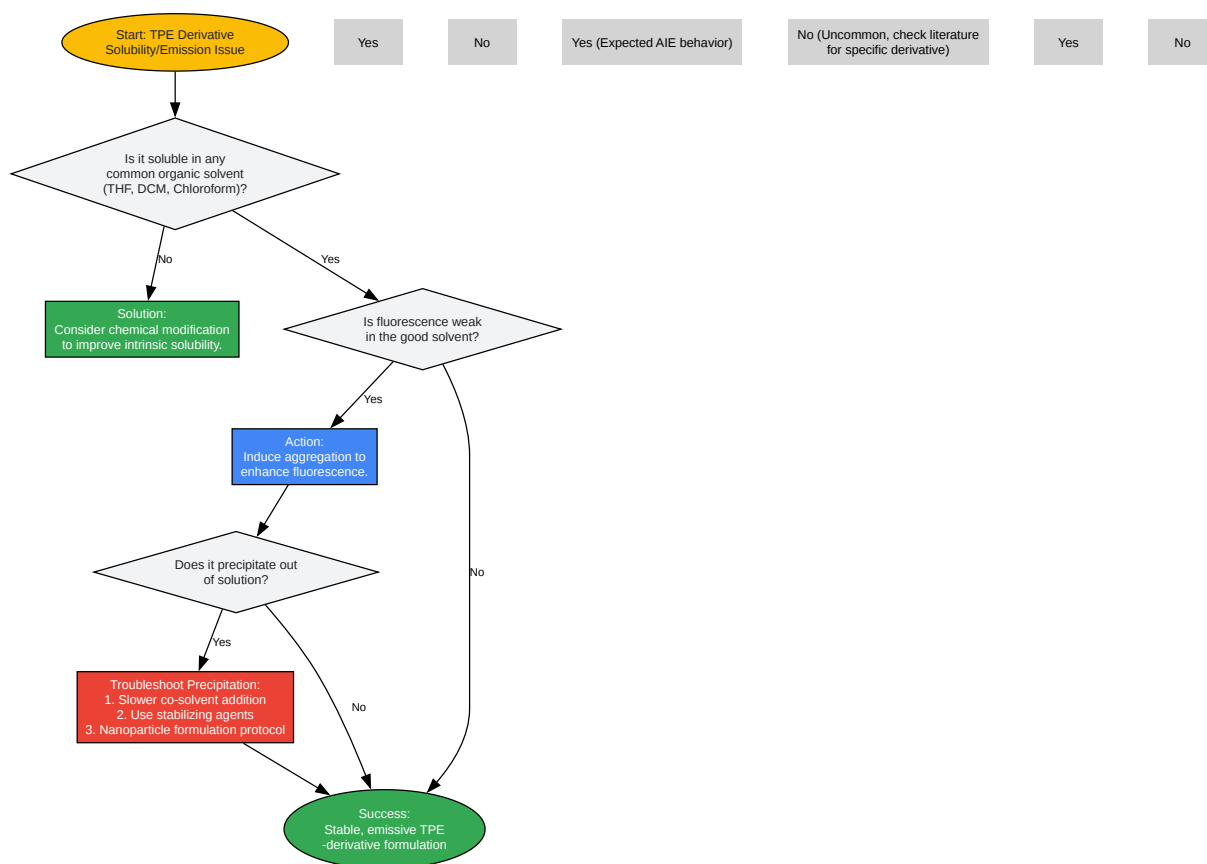 Start: TPE Derivative
Solubility/Emission Issue
Yes
No
Yes (Expected AIE behavior)
No (Uncommon, check literature
for specific derivative)
Yes
No
Is it soluble in any
common organic solvent
(THF, DCM, Chloroform)?
No
Yes
Solution:
Consider chemical modification
to improve intrinsic solubility.
Is fluorescence weak
in the good solvent?
Yes
Action:
Induce aggregation to
enhance fluorescence.
Does it precipitate out
of solution?
No
Yes
Troubleshoot Precipitation:
1. Slower co-solvent addition
2. Use stabilizing agents
3. Nanoparticle formulation protocol
No
Success:
Stable, emissive TPE
-derivative formulation